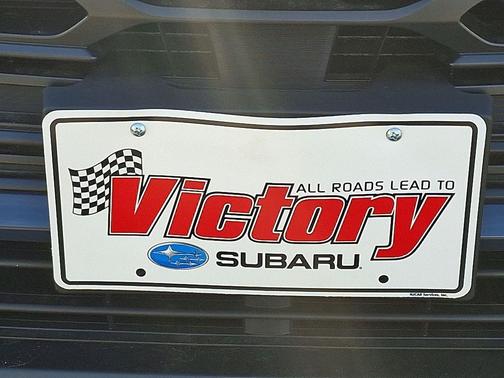 ALL ROADS LEAD TO
Victory
SUBARU